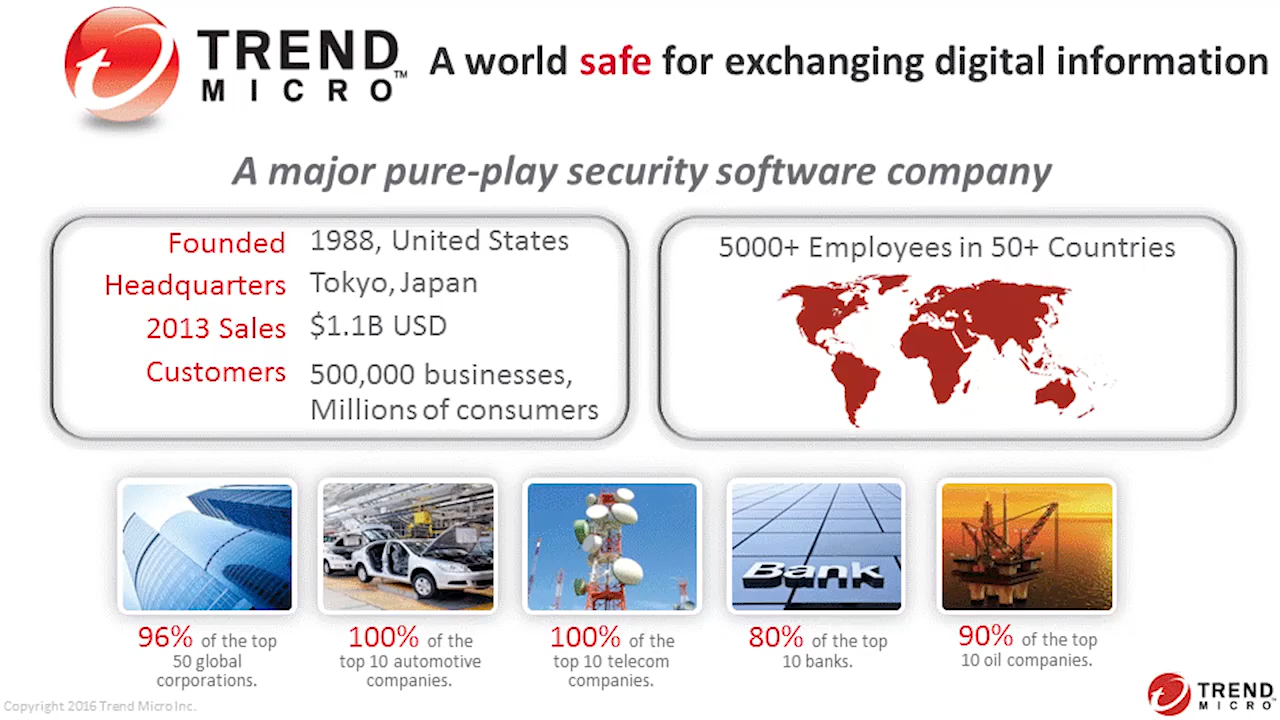 TREND
MICRO™
A world safe for exchanging digital information
A major pure-play security software company
Founded 1988, United States
Headquarters Tokyo, Japan
2013 Sales $1.1B USD
Customers 500,000 businesses,
Millions of consumers
5000+ Employees in 50+ Countries
Bank
96% of the top
50 global
corporations.
100% of the
top 10 automotive
companies.
100% of the
top 10 telecom
companies.
80% of the top
10 banks.
90% of the top
10 oil companies.
Copyright 2016 Trend Micro Inc.
TREND
MICRO™